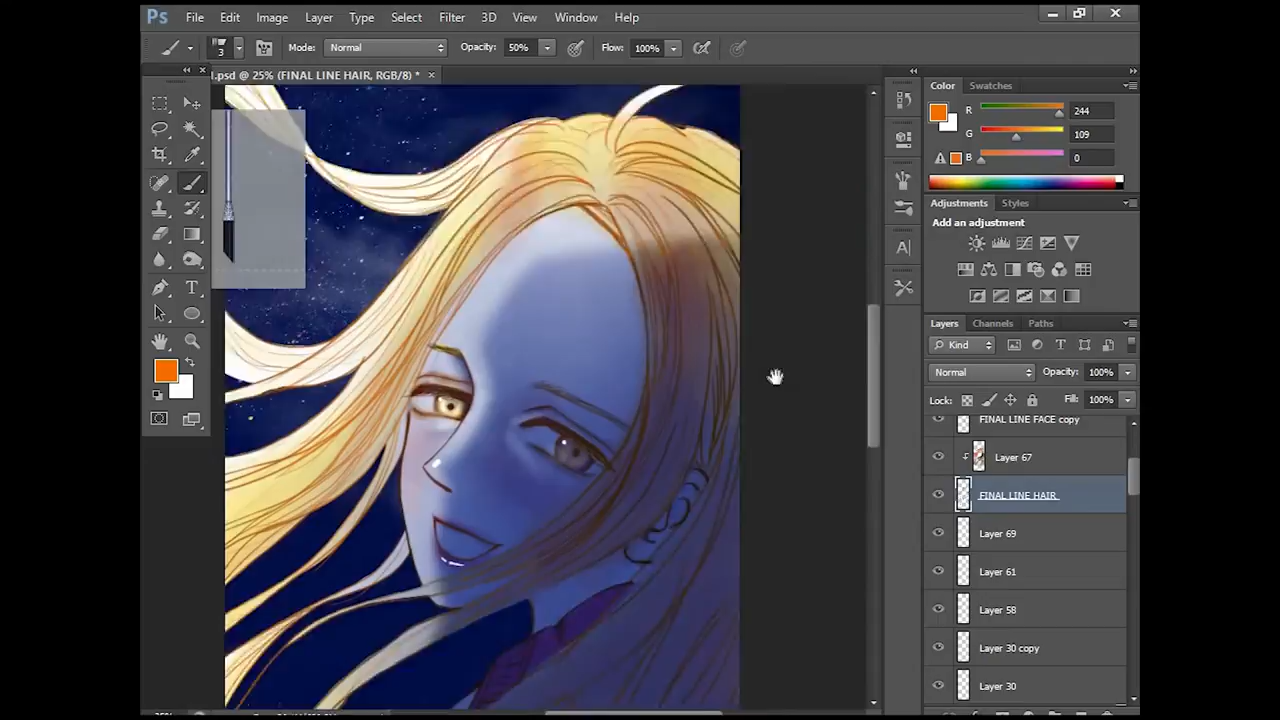 Ps File Edit Image Layer Type Select Filter 3D View Window Help
3 Mode: Normal Opacity: 50% Flow: 100%
l.psd @ 25% (FINAL LINE HAIR, RGB/8) *
Color Swatches
R 244
G 109
B 0
Adjustments Styles
Add an adjustment
Layers Channels Paths
Kind
Normal Opacity: 100%
Lock: Fill: 100%
FINAL LINE FACE copy
Layer 67
FINAL LINE HAIR
Layer 69
Layer 61
Layer 58
Layer 30 copy
Layer 30